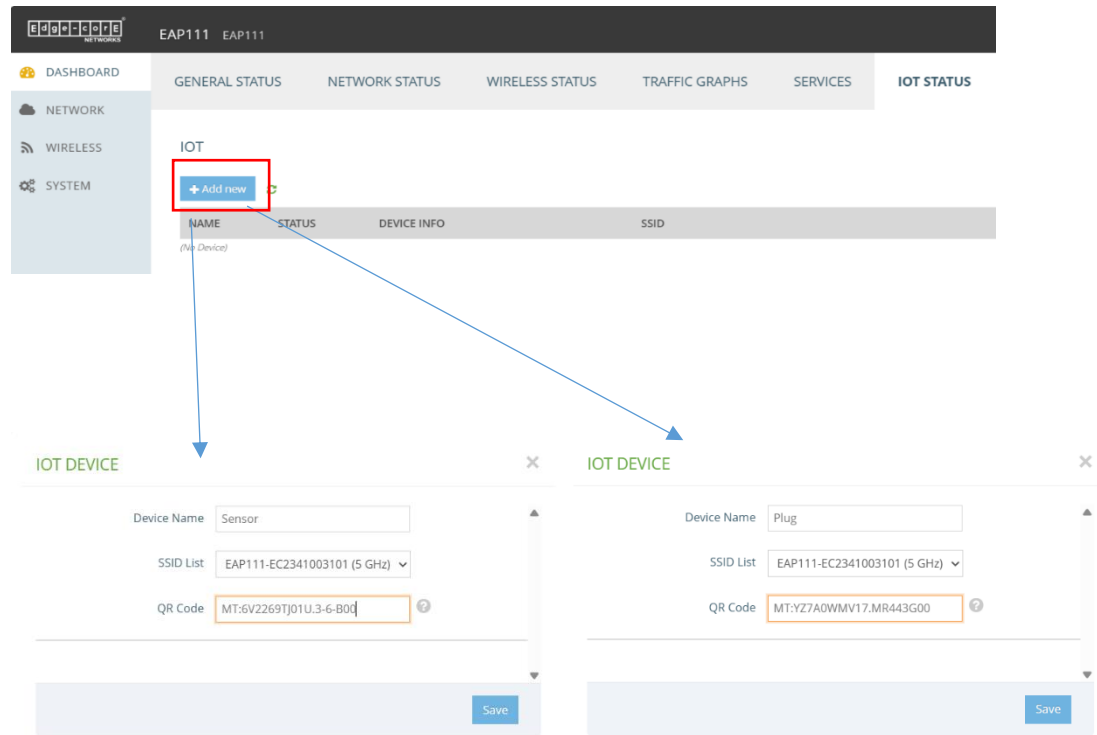 Edge-corE
NETWORKS
EAP111 EAP111
DASHBOARD
NETWORK
WIRELESS
SYSTEM
GENERAL STATUS NETWORK STATUS WIRELESS STATUS TRAFFIC GRAPHS SERVICES IOT STATUS
IOT
+ Add new
NAME STATUS DEVICE INFO SSID
(No Device)
IOT DEVICE ×
Device Name Sensor
SSID List EAP111-EC2341003101 (5 GHz)
QR Code MT:6V2269TJ01U.3-6-B00 ?
Save
IOT DEVICE ×
Device Name Plug
SSID List EAP111-EC2341003101 (5 GHz)
QR Code MT:YZ7A0WMV17.MR443G00 ?
Save